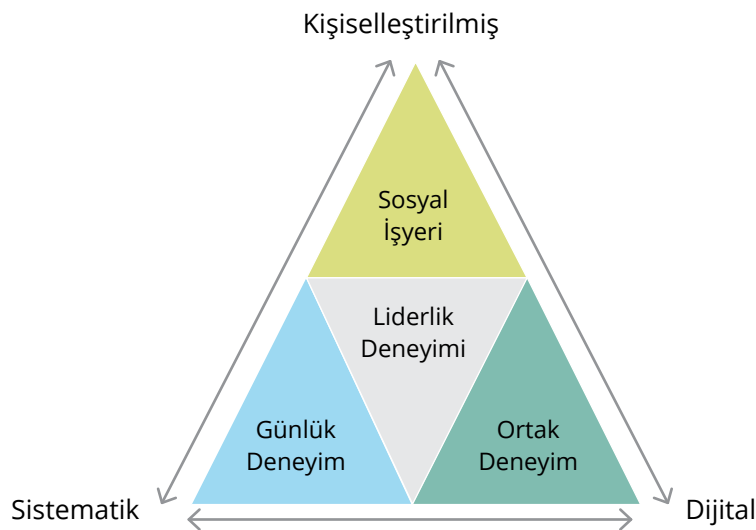 Kişiselleştirilmiş
Sosyal
İşyeri
Liderlik
Deneyimi
Günlük
Deneyim
Ortak
Deneyim
Sistematik
Dijital